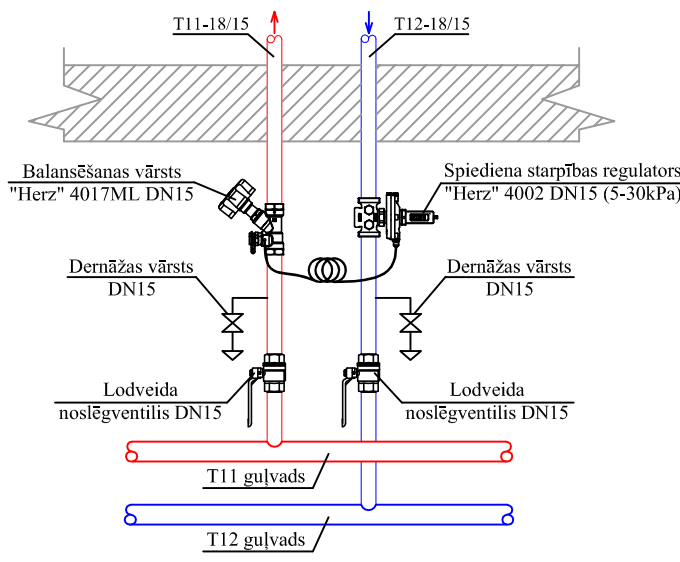 T11-18/15
T12-18/15
Balansēšanas vārsts
"Herz" 4017ML DN15
Spiediena starpības regulators
"Herz" 4002 DN15 (5-30kPa)
Dernāžas vārsts
DN15
Dernāžas vārsts
DN15
Lodveida
noslēgventilis DN15
Lodveida
noslēgventilis DN15
T11 guļvads
T12 guļvads